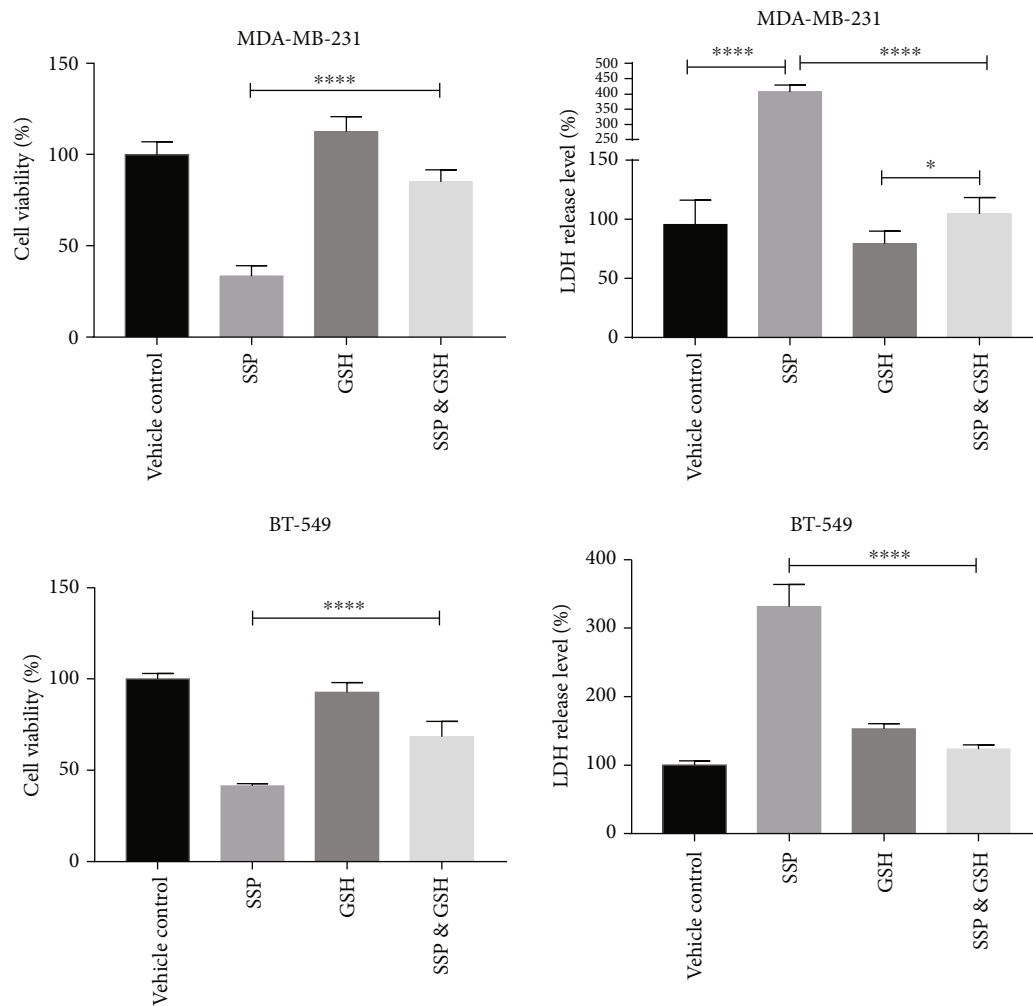 MDA-MB-231
****
150
100
50
0
Cell viability (%)
Vehicle control
SSP
GSH
SSP & GSH
MDA-MB-231
****
****
500
450
400
350
300
250
150
*
100
50
0
LDH release level (%)
Vehicle control
SSP
GSH
SSP & GSH
BT-549
150
****
100
50
0
Cell viability (%)
Vehicle control
SSP
GSH
SSP & GSH
BT-549
400
****
300
200
100
0
LDH release level (%)
Vehicle control
SSP
GSH
SSP & GSH